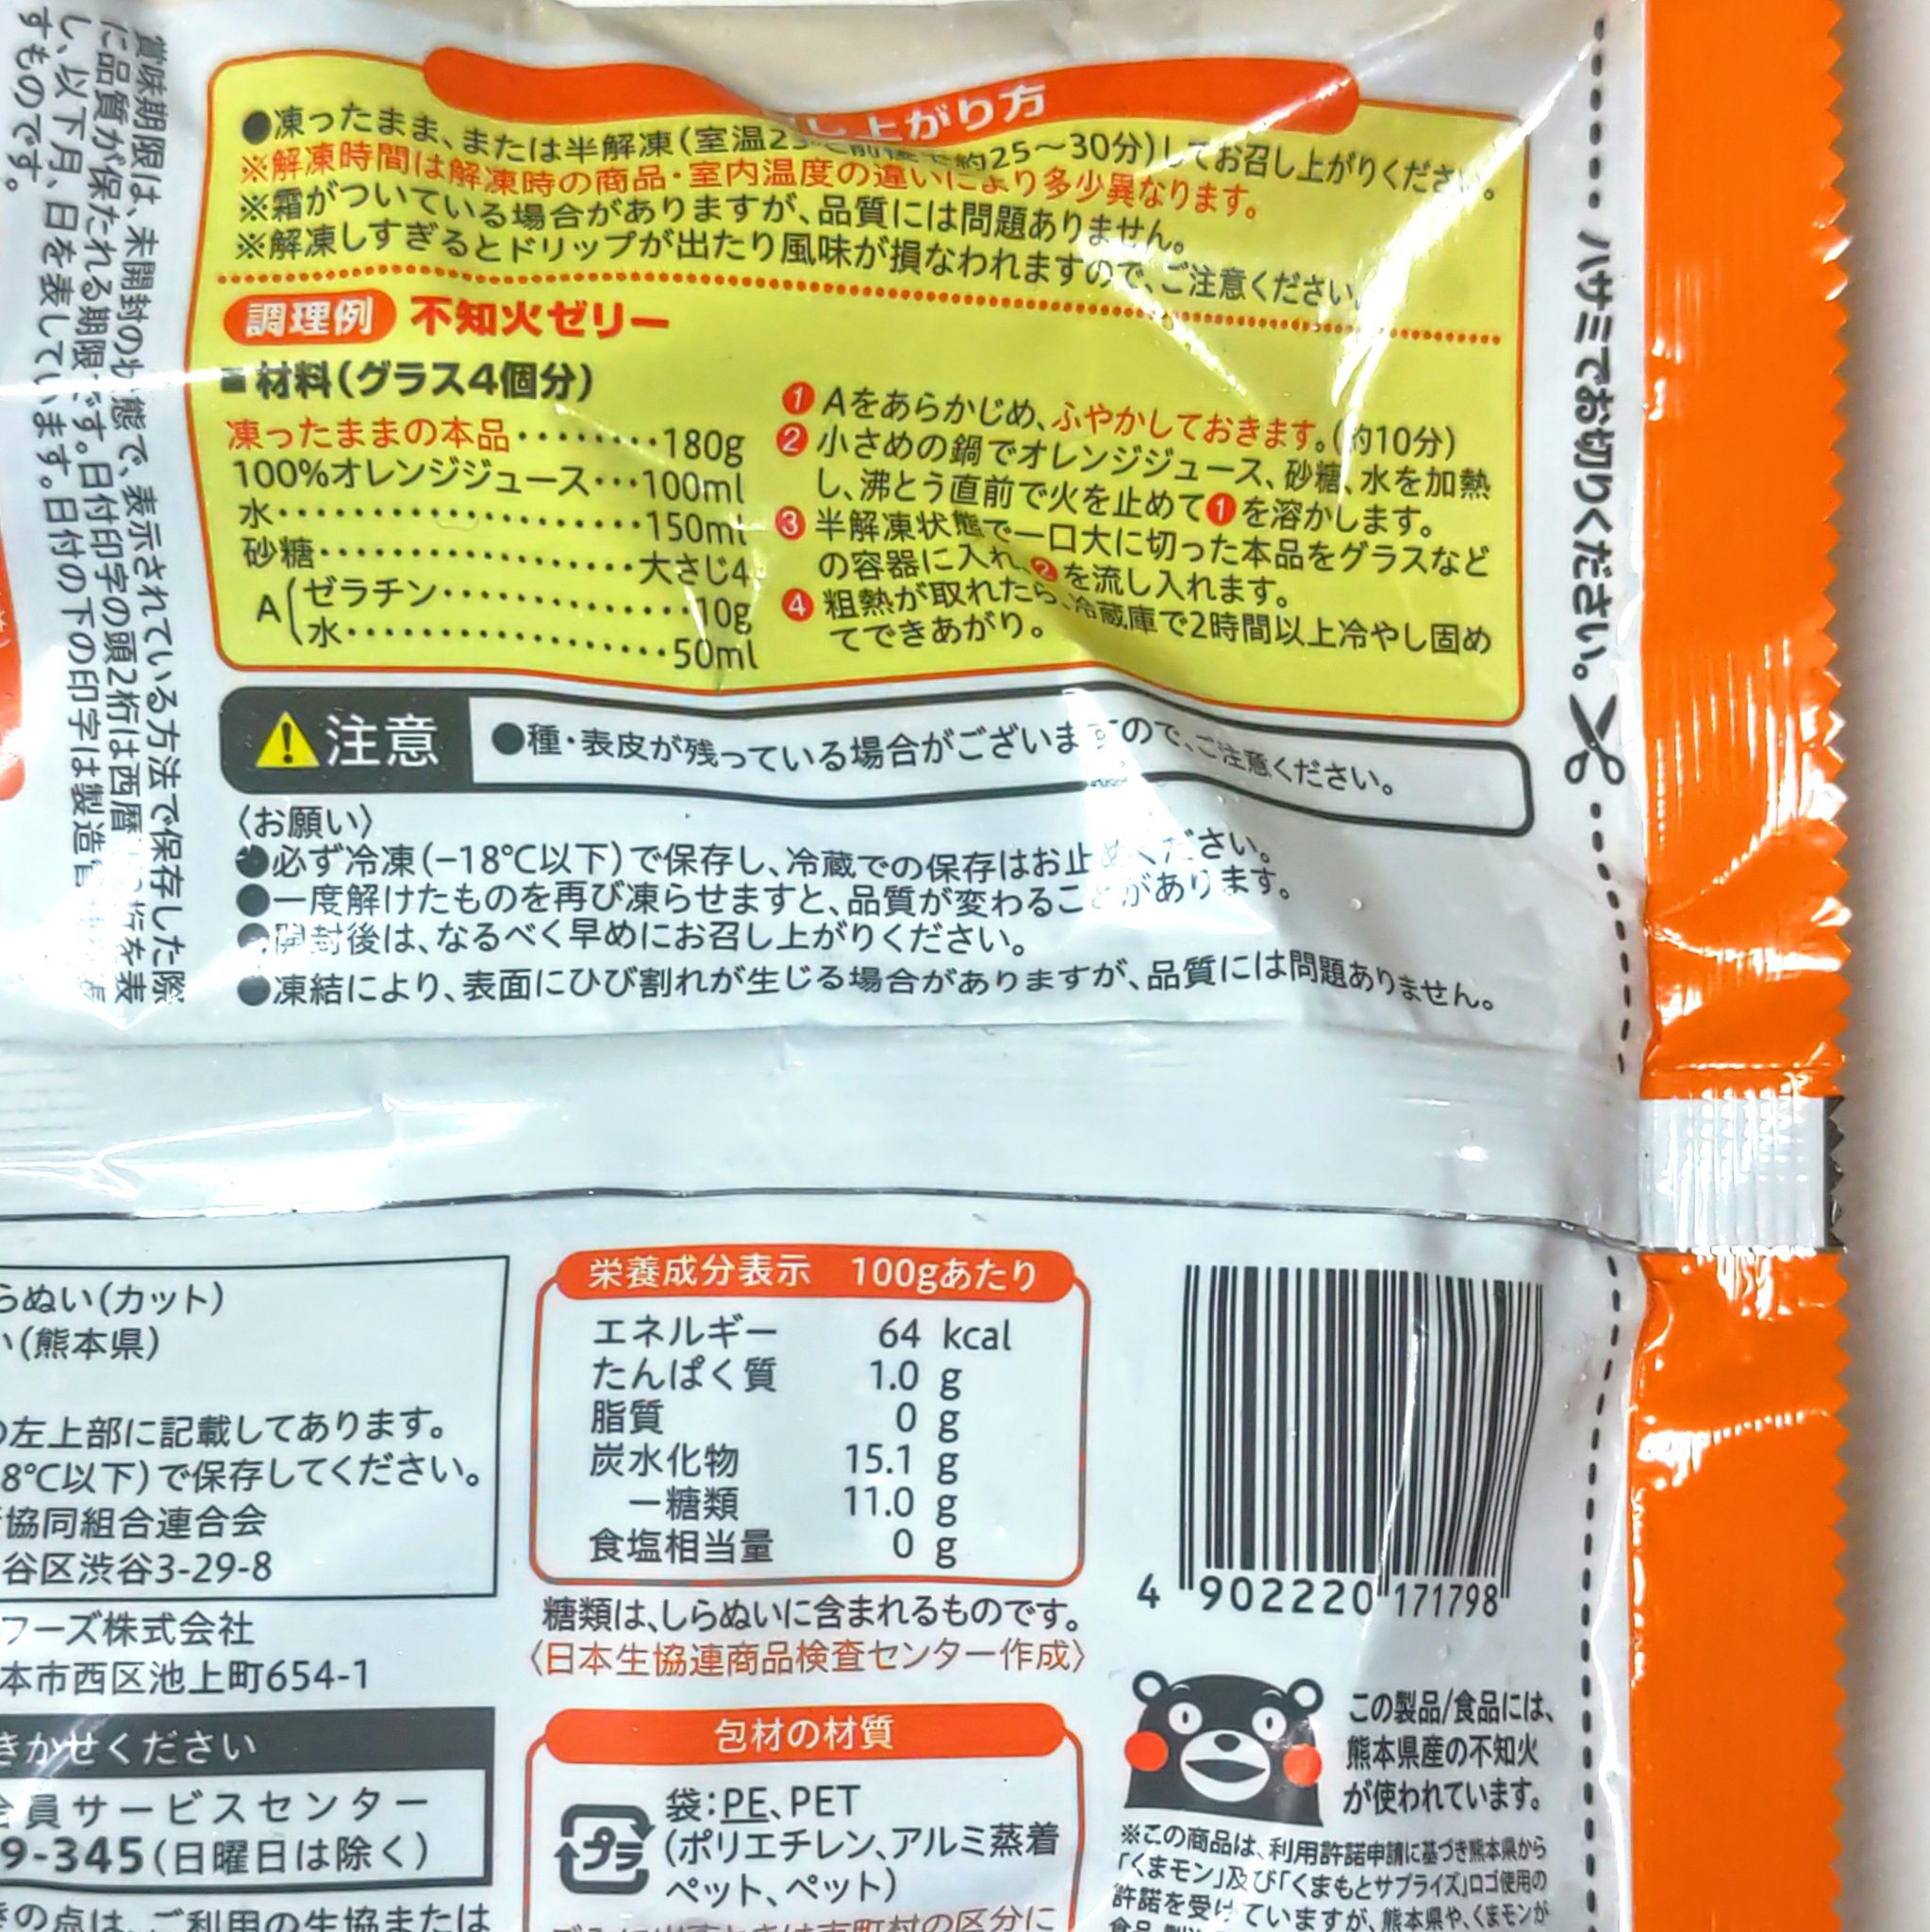 賞味期限は、未開封の状態で、表示されている方法で保存した際
に品質が保たれる期限です。日付印字の頭2桁は西暦
し、以下月、日を表しています。日付の下の印字は製造
すものです。
し上がり方
●凍ったまま、または半解凍(室温2 約25～30分)してお召し上がりください。
※解凍時間は解凍時の商品・室内温度の違いにより多少異なります。
※霜がついている場合がありますが、品質には問題ありません。
※解凍しすぎるとドリップが出たり風味が損なわれますので、ご注意ください。
調理例 不知火ゼリー
■材料(グラス4個分)
凍ったままの本品········180g
100%オレンジジュース···100ml
水····················150ml
砂糖·················大さじ4
A
ゼラチン··············10g
水··················50ml
❶Aをあらかじめ、ふやかしておきます。(約10分)
❷小さめの鍋でオレンジジュース、砂糖、水を加熱
し、沸とう直前で火を止めて❶を溶かします。
❸半解凍状態で一口大に切った本品をグラスなど
の容器に入れ、❷を流し入れます。
❹粗熱が取れたら、冷蔵庫で2時間以上冷やし固め
てできあがり。
ハサミでお切りください。
注意
●種・表皮が残っている場合がございますので、ご注意ください。
〈お願い〉
●必ず冷凍(−18℃以下)で保存し、冷蔵での保存はお止めください。
●一度解けたものを再び凍らせますと、品質が変わることがあります。
●開封後は、なるべく早めにお召し上がりください。
●凍結により、表面にひび割れが生じる場合がありますが、品質には問題ありません。
らぬい(カット)
い(熊本県)
の左上部に記載してあります。
8℃以下)で保存してください。
協同組合連合会
谷区渋谷3-29-8
フーズ株式会社
本市西区池上町654-1
きかせください
会員サービスセンター
9-345(日曜日は除く)
の点は、ご利用の生協または
栄養成分表示 100gあたり
エネルギー 64 kcal
たんぱく質 1.0 g
脂質 0 g
炭水化物 15.1 g
－糖類 11.0 g
食塩相当量 0 g
糖類は、しらぬいに含まれるものです。
〈日本生協連商品検査センター作成〉
包材の材質
プラ
袋：PE、PET
(ポリエチレン、アルミ蒸着
ペット、ペット)
市町村の区分に
4 902220 171798
この製品/食品には、
熊本県産の不知火
が使われています。
※この商品は、利用許諾申請に基づき熊本県から
「くまモン」及び「くまもとサプライズ」ロゴ使用の
許諾を受けていますが、熊本県や、くまモンが